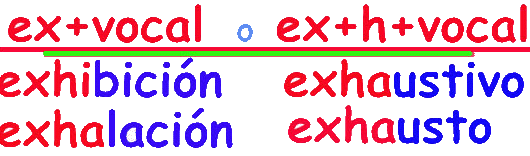 ex+vocal o ex+h+vocal
exhibición exhaustivo
exhalación exhausto